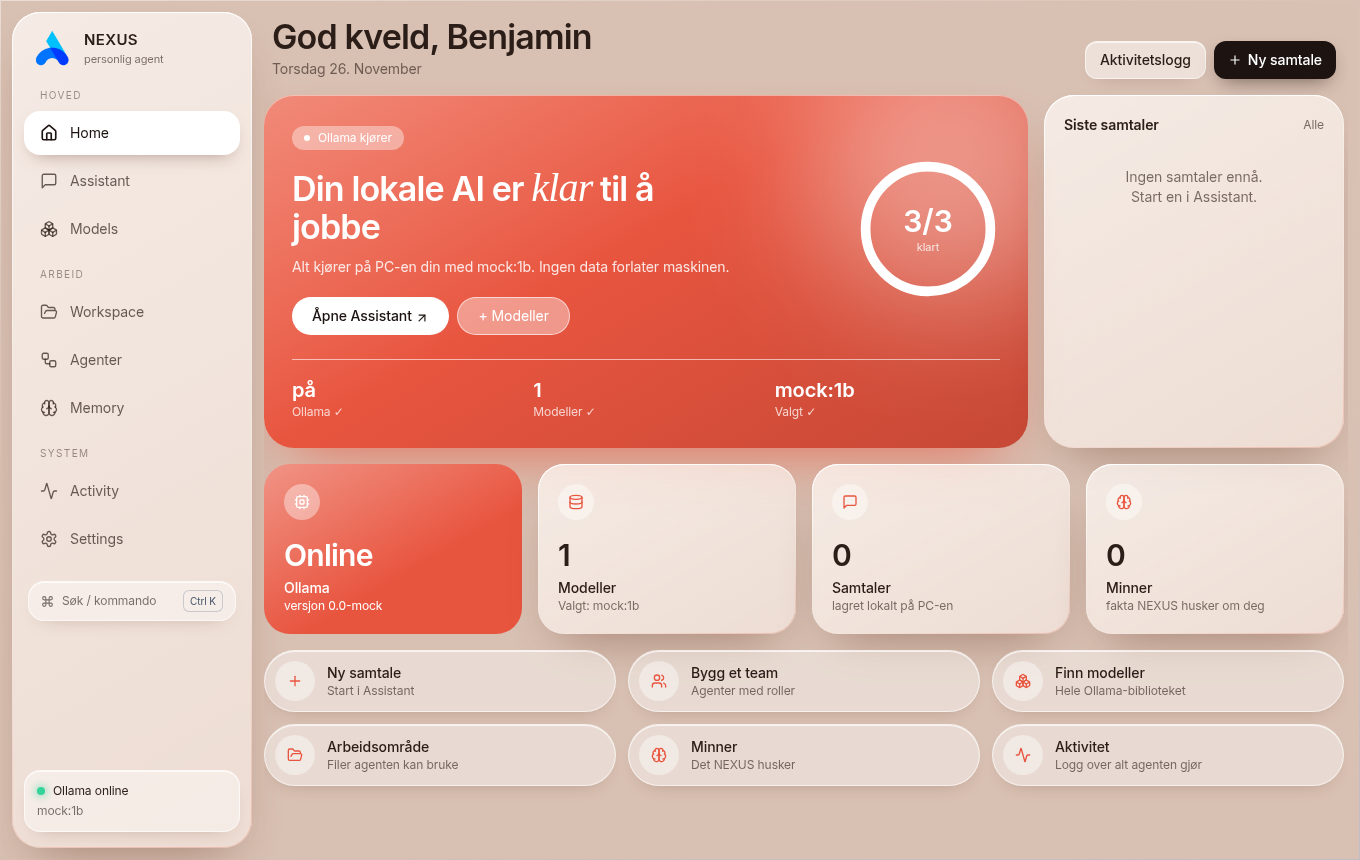 NEXUS
personlig agent
HOVED
Home
Assistant
Models
ARBEID
Workspace
Agenter
Memory
SYSTEM
Activity
Settings
⌘ Søk / kommando Ctrl K
Ollama online
mock:1b
God kveld, Benjamin
Torsdag 26. November
Aktivitetslogg
+ Ny samtale
Ollama kjører
Din lokale AI er klar til å
jobbe
Alt kjører på PC-en din med mock:1b. Ingen data forlater maskinen.
Åpne Assistant
+ Modeller
3/3
klart
på
Ollama ✓
1
Modeller ✓
mock:1b
Valgt ✓
Siste samtaler
Alle
Ingen samtaler ennå.
Start en i Assistant.
Online
Ollama
versjon 0.0-mock
1
Modeller
Valgt: mock:1b
0
Samtaler
lagret lokalt på PC-en
0
Minner
fakta NEXUS husker om deg
Ny samtale
Start i Assistant
Bygg et team
Agenter med roller
Finn modeller
Hele Ollama-biblioteket
Arbeidsområde
Filer agenten kan bruke
Minner
Det NEXUS husker
Aktivitet
Logg over alt agenten gjør